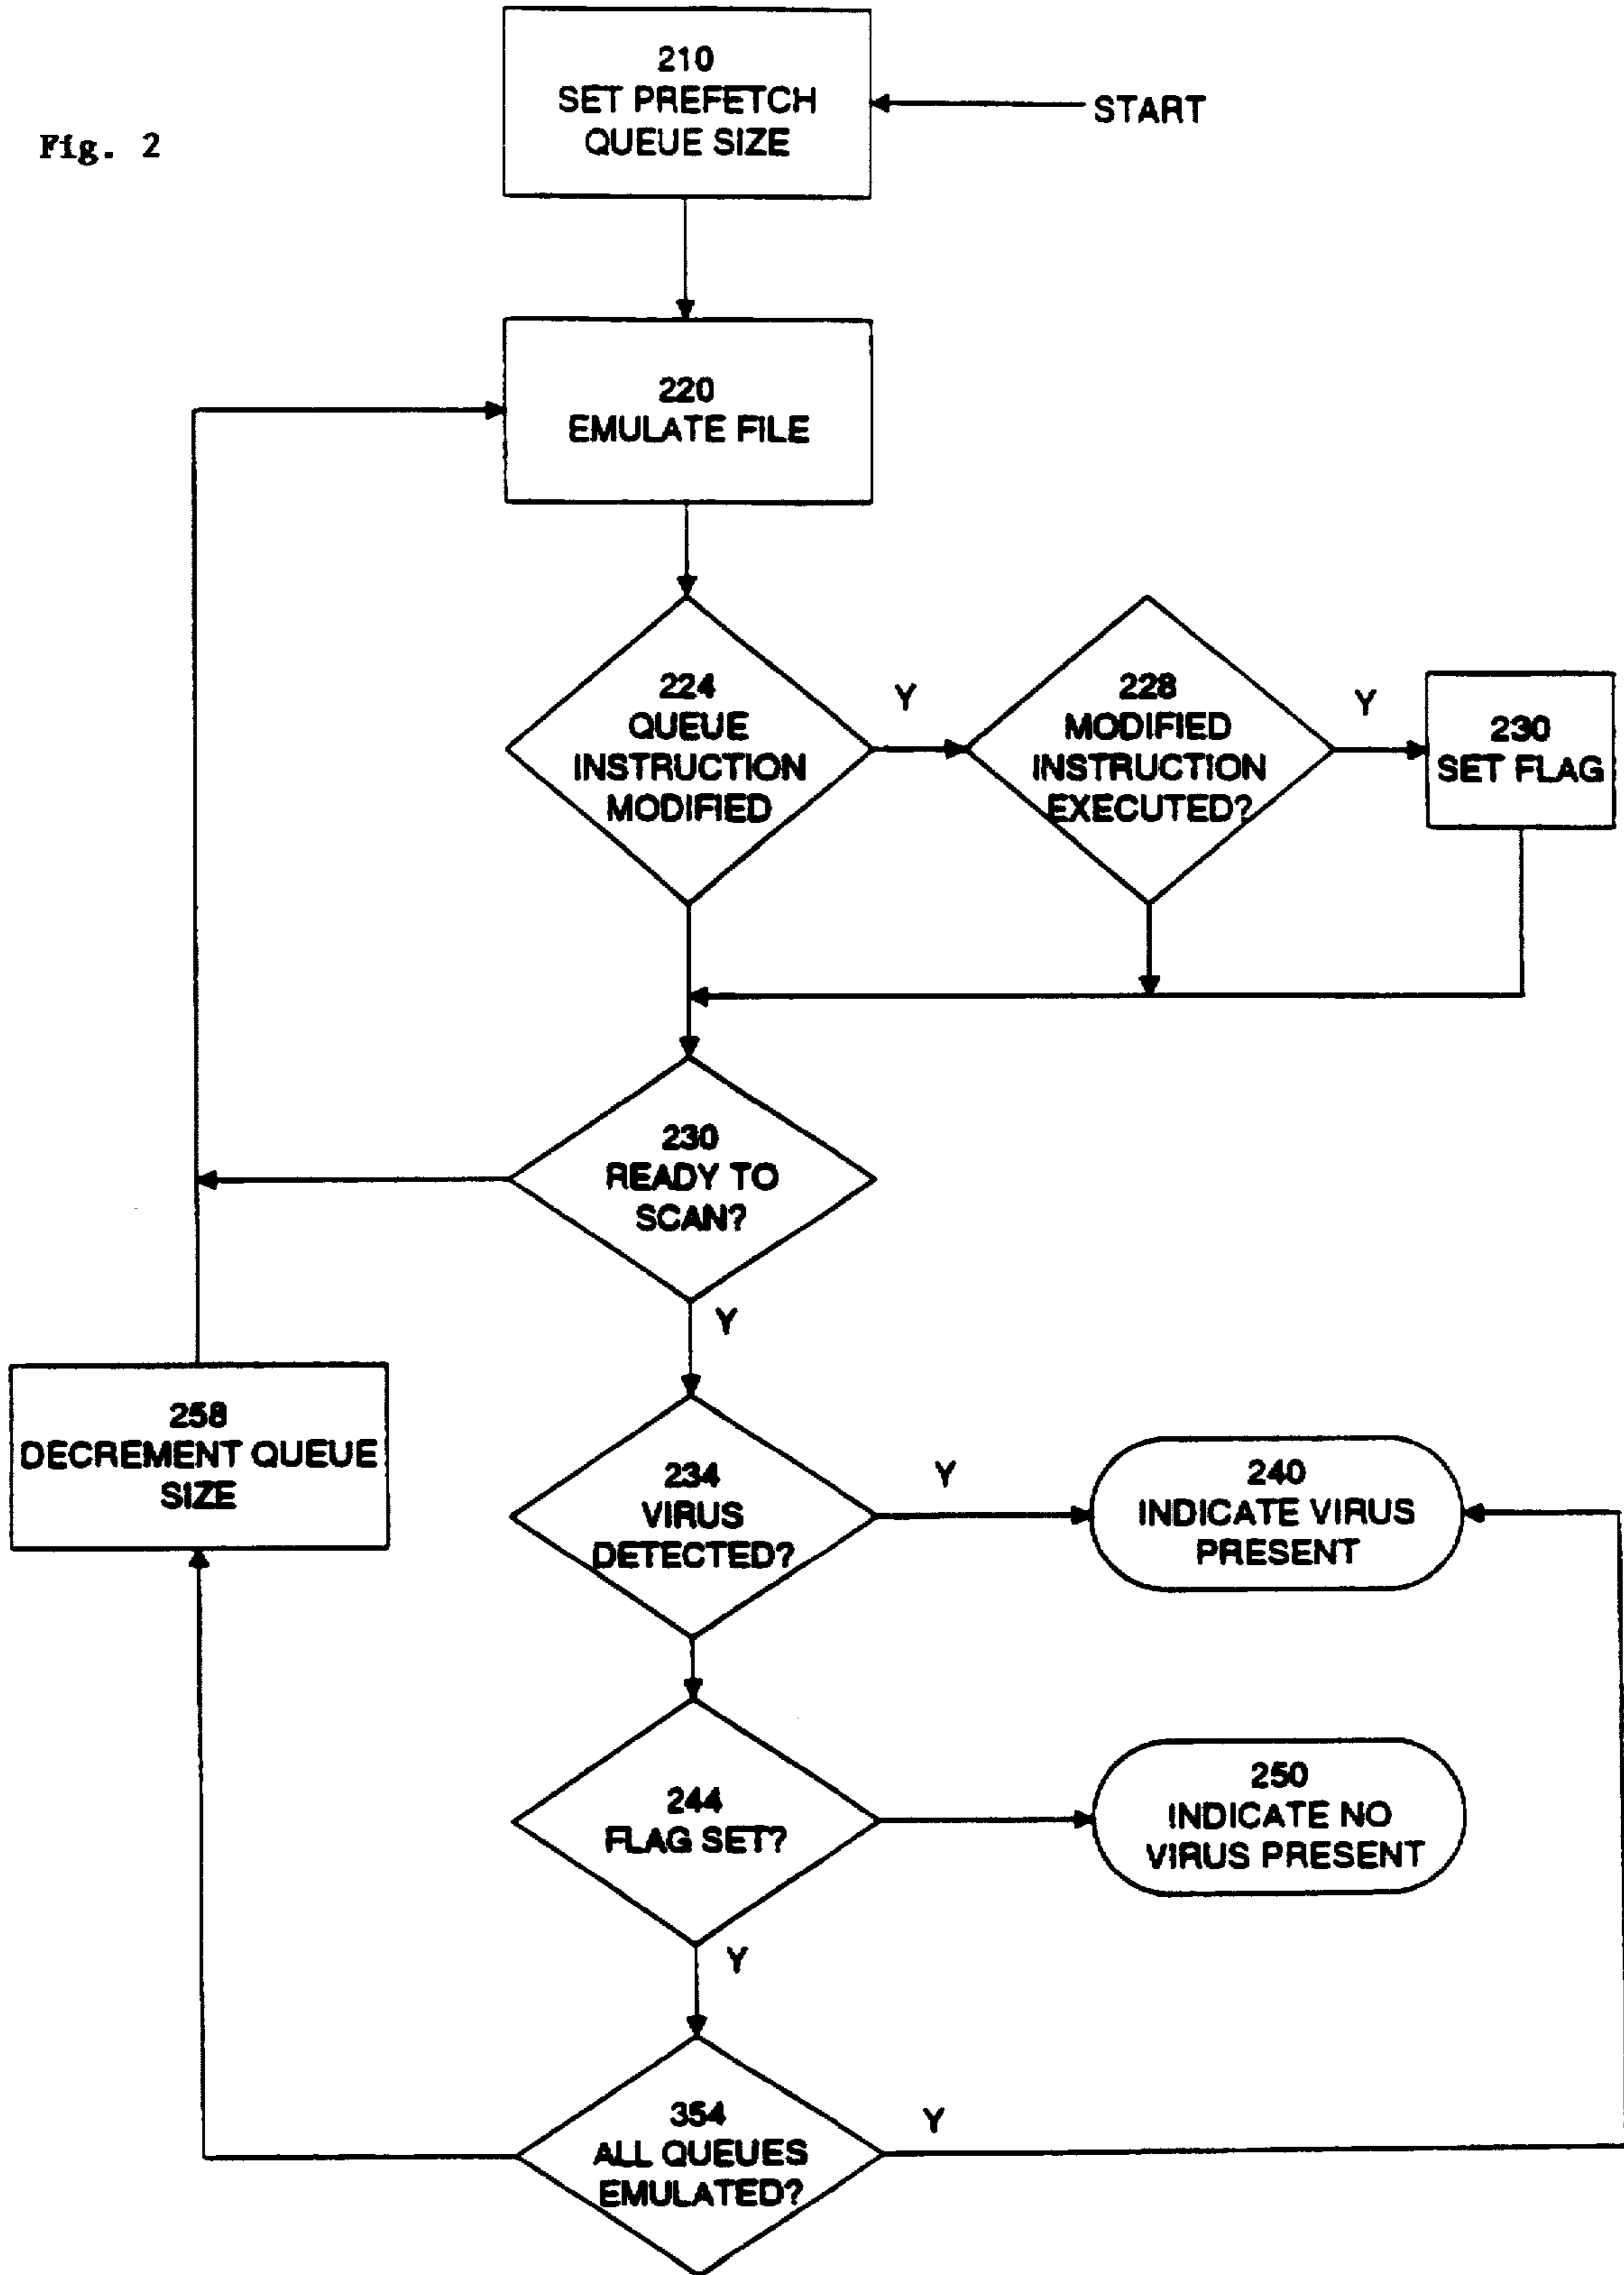 Fig. 2
210
SET PREFETCH
QUEUE SIZE
START
220
EMULATE FILE
224
QUEUE
INSTRUCTION
MODIFIED
Y
228
MODIFIED
INSTRUCTION
EXECUTED?
Y
230
SET FLAG
230
READY TO
SCAN?
Y
258
DECREMENT QUEUE
SIZE
234
VIRUS
DETECTED?
Y
240
INDICATE VIRUS
PRESENT
244
FLAG SET?
250
INDICATE NO
VIRUS PRESENT
Y
354
ALL QUEUES
EMULATED?
Y